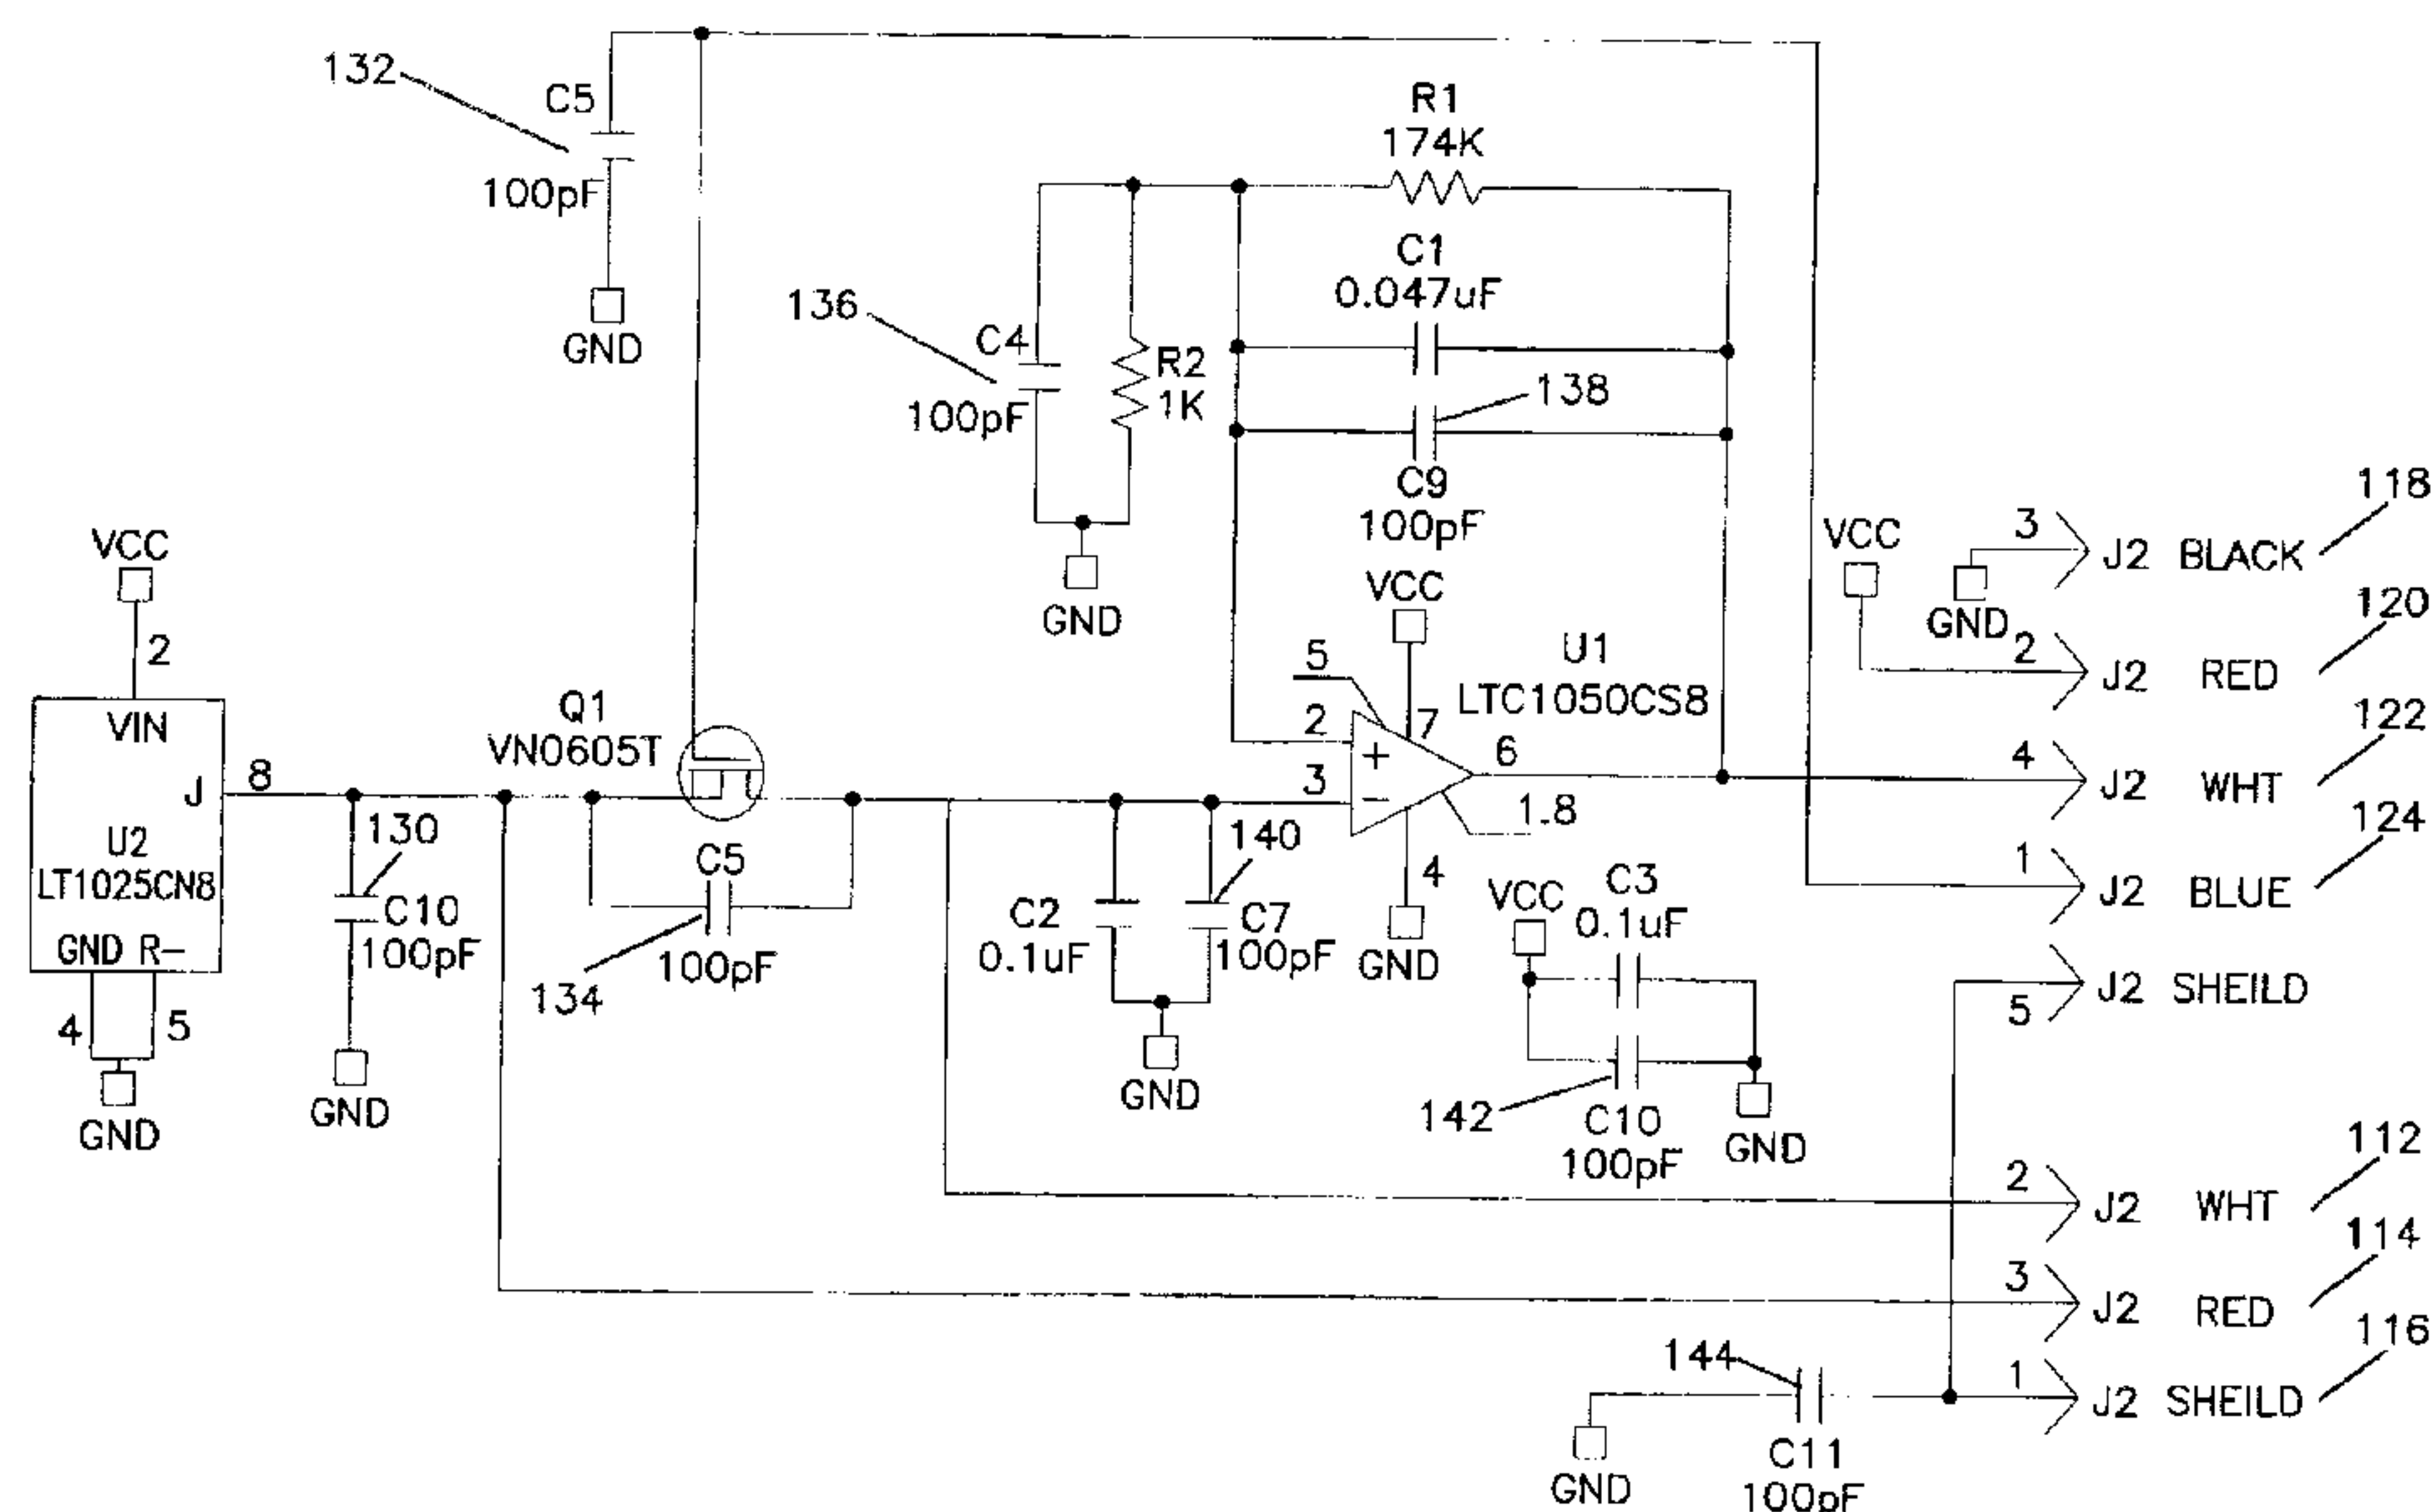 132
C5
100pF
GND
R1
174K
C1
0.047uF
136
C4
100pF
R2
1K
GND
138
C9
100pF
VCC
2
VIN
J
8
U2
LT1025CN8
GND R-
4
5
GND
130
C10
100pF
GND
Q1
VN0605T
C5
100pF
134
C2
0.1uF
140
C7
100pF
GND
5
VCC
7
U1
LTC1050CS8
2
+
3
-
6
1.8
4
GND
VCC
C3
0.1uF
142
C10
100pF
GND
118
3
J2 BLACK
GND
VCC
120
2
J2 RED
122
4
J2 WHT
124
1
J2 BLUE
J2 SHEILD
5
112
2
J2 WHT
114
3
J2 RED
116
1
J2 SHEILD
144
C11
100pF
GND